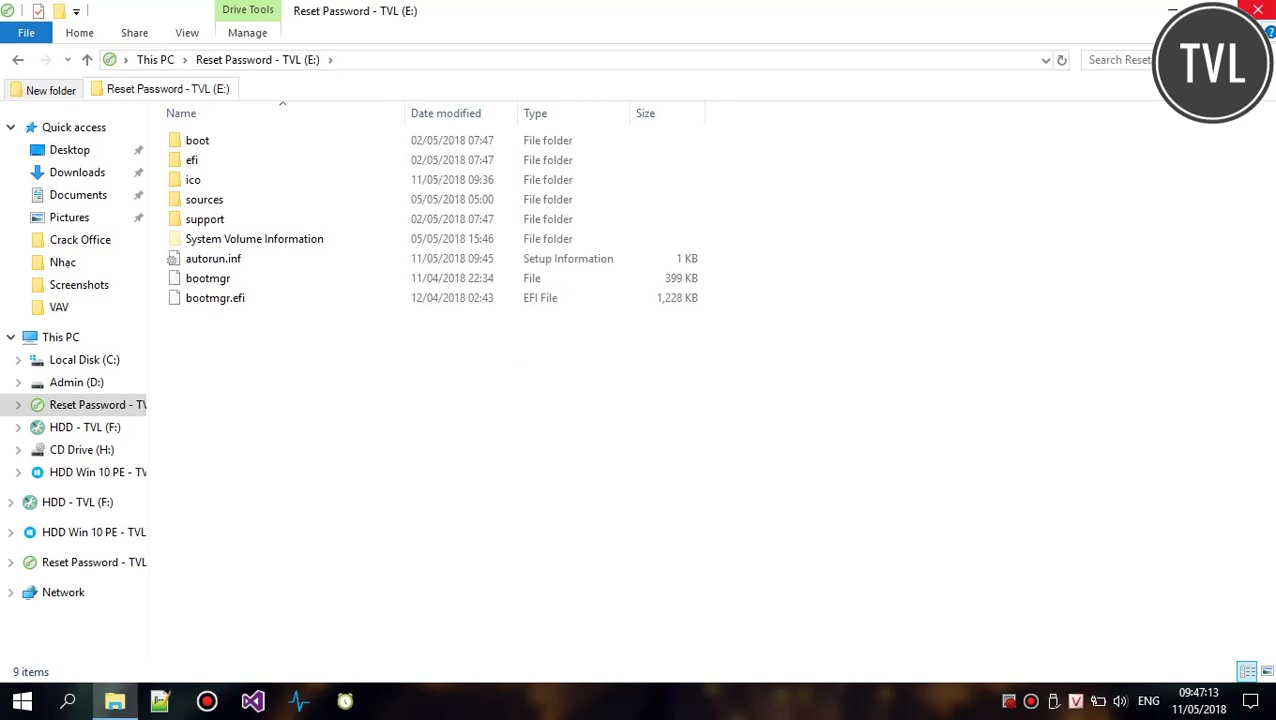 Drive Tools
Reset Password - TVL (E:)
File
Home
Share
View
Manage
This PC
Reset Password - TVL (E:)
Search Reset
TVL
New folder
Reset Password - TVL (E:)
Name
Date modified
Type
Size
boot 02/05/2018 07:47 File folder
efi 02/05/2018 07:47 File folder
ico 11/05/2018 09:36 File folder
sources 05/05/2018 05:00 File folder
support 02/05/2018 07:47 File folder
System Volume Information 05/05/2018 15:46 File folder
autorun.inf 11/05/2018 09:45 Setup Information 1 KB
bootmgr 11/04/2018 22:34 File 399 KB
bootmgr.efi 12/04/2018 02:43 EFI File 1,228 KB
Quick access
Desktop
Downloads
Documents
Pictures
Crack Office
Nhạc
Screenshots
VAV
This PC
Local Disk (C:)
Admin (D:)
Reset Password - TV
HDD - TVL (F:)
CD Drive (H:)
HDD Win 10 PE - TV
HDD - TVL (F:)
HDD Win 10 PE - TVL
Reset Password - TVL
Network
9 items
ENG
09:47:13
11/05/2018